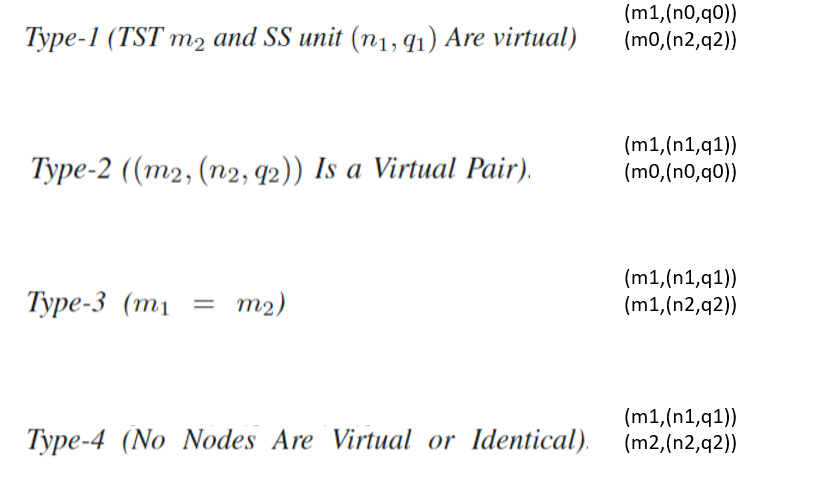 (m1,(n0,q0))
Type-1 (TST m₂ and SS unit (n₁, q₁) Are virtual)
(m0,(n2,q2))
(m1,(n1,q1))
Type-2 ((m₂, (n₂, q₂)) Is a Virtual Pair).
(m0,(n0,q0))
(m1,(n1,q1))
Type-3 (m₁ = m₂)
(m1,(n2,q2))
(m1,(n1,q1))
Type-4 (No Nodes Are Virtual or Identical).
(m2,(n2,q2))